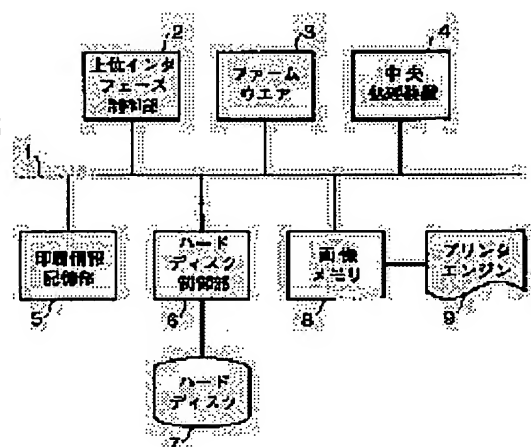 2
上位インタ
フェーズ
制御部
3
ファーム
ウエア
4
中央
処理装置
1
印刷情報
記憶部
5
ハード
ディスク
制御部
6
画像
メモリ
8
プリンタ
エンジン
9
ハード
ディスク
7